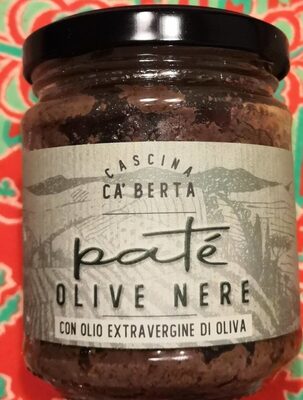 CASCINA
CA' BERTA
paté
OLIVE NERE
CON OLIO EXTRAVERGINE DI OLIVA